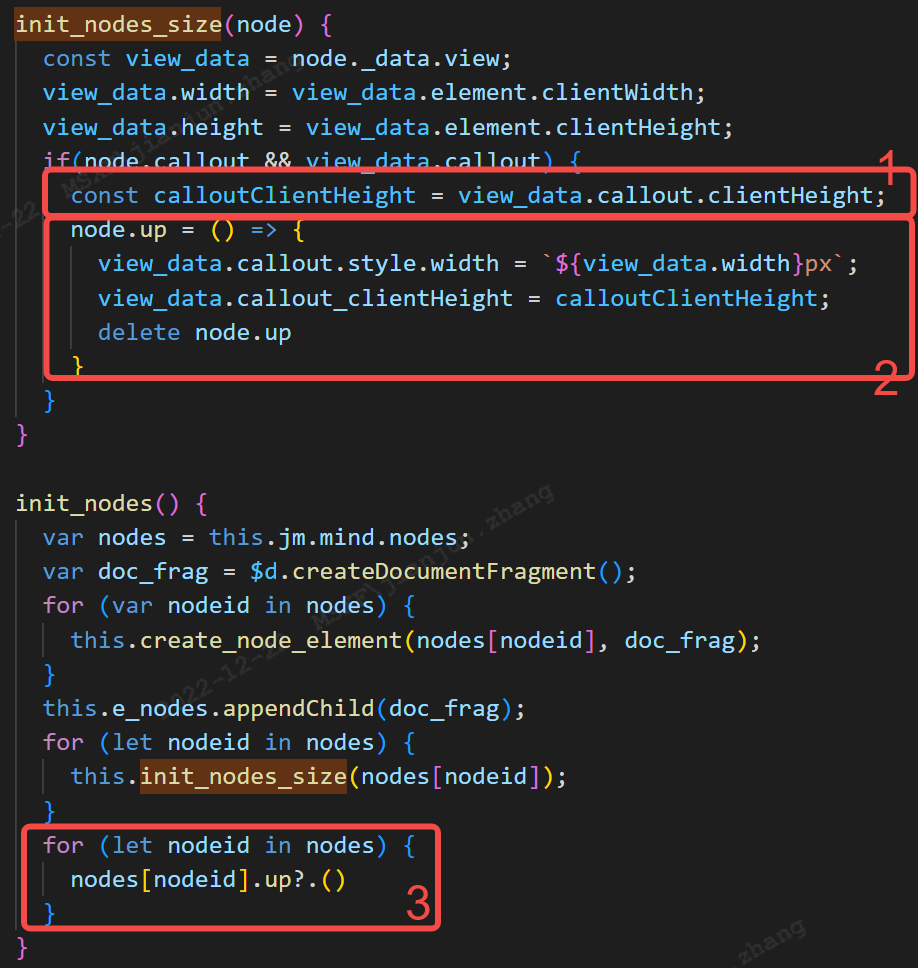 init_nodes_size(node) {
const view_data = node._data.view;
view_data.width = view_data.element.clientWidth;
view_data.height = view_data.element.clientHeight;
if(node.callout && view_data.callout) {
1
const calloutClientHeight = view_data.callout.clientHeight;
node.up = () => {
view_data.callout.style.width = `${view_data.width}px`;
view_data.callout_clientHeight = calloutClientHeight;
delete node.up
}
2
}
}
init_nodes() {
var nodes = this.jm.mind.nodes;
var doc_frag = $d.createDocumentFragment();
for (var nodeid in nodes) {
this.create_node_element(nodes[nodeid], doc_frag);
}
this.e_nodes.appendChild(doc_frag);
for (let nodeid in nodes) {
this.init_nodes_size(nodes[nodeid]);
}
for (let nodeid in nodes) {
nodes[nodeid].up?.()
3
}
}
zhang